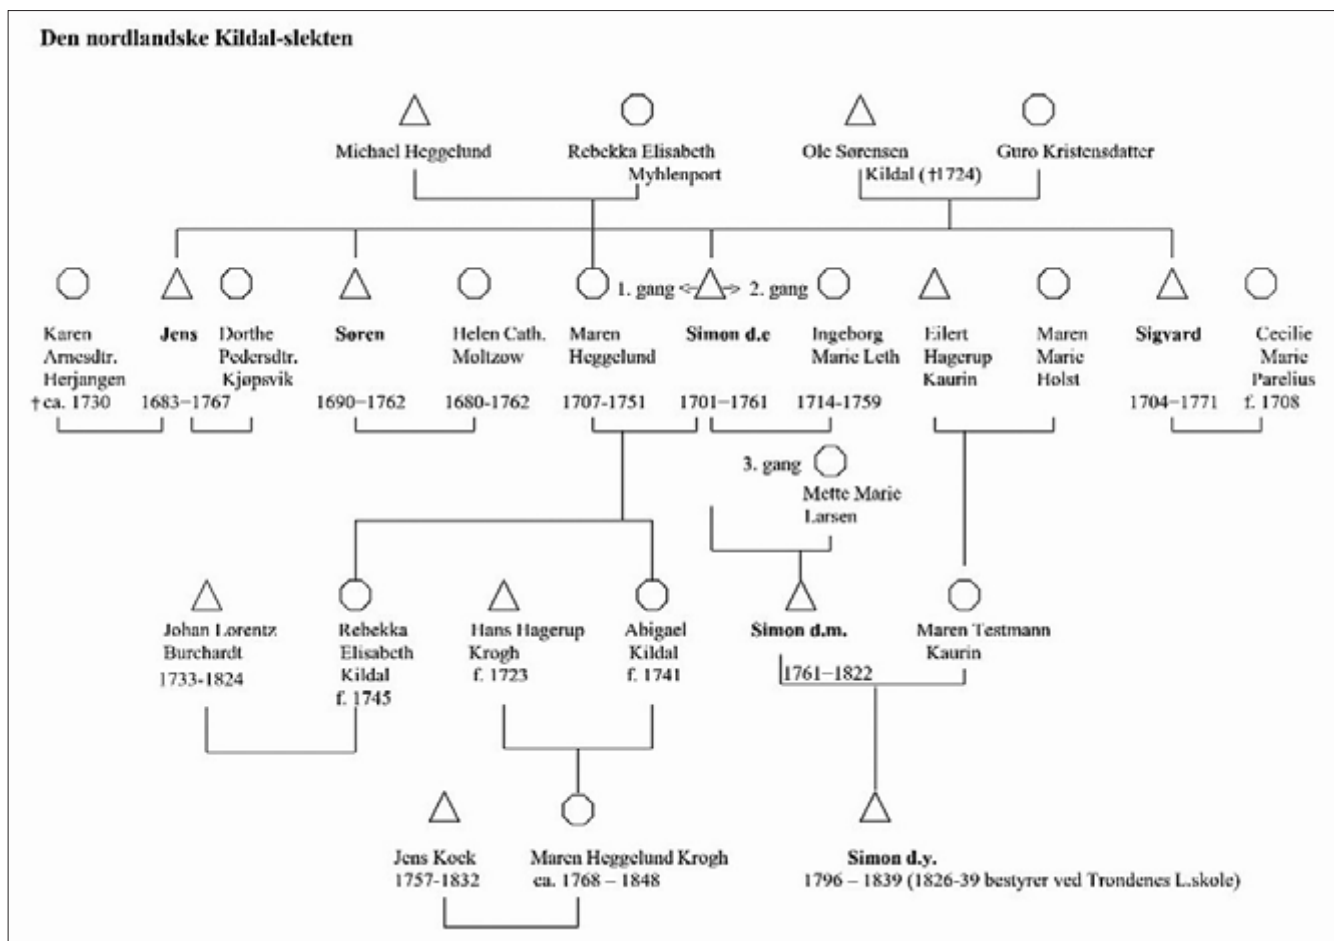 Den nordlandske Kildal-slekten
Michael Heggelund
Rebekka Elisabeth
Myhlenport
Ole Sørensen
Kildal (†1724)
Guro Kristensdatter
Karen
Arnesdtr.
Herjangen
† ca. 1730
Jens
1683–1767
Dorthe
Pedersdtr.
Kjøpsvik
Søren
1690–1762
Helen Cath.
Moltzow
1680-1762
Maren
Heggelund
1707-1751
1. gang <- -> 2. gang
Simon d.e
1701–1761
Ingeborg
Marie Leth
1714-1759
Eilert
Hagerup
Kaurin
Maren
Marie
Holst
Sigvard
1704–1771
Cecilie
Marie
Parelius
f. 1708
3. gang
Mette Marie
Larsen
Johan Lorentz
Burchardt
1733-1824
Rebekka
Elisabeth
Kildal
f. 1745
Hans Hagerup
Krogh
f. 1723
Abigael
Kildal
f. 1741
Simon d.m.
1761–1822
Maren Testmann
Kaurin
Jens Kock
1757-1832
Maren Heggelund Krogh
ca. 1768 – 1848
Simon d.y.
1796 – 1839 (1826-39 bestyrer ved Trondenes L.skole)